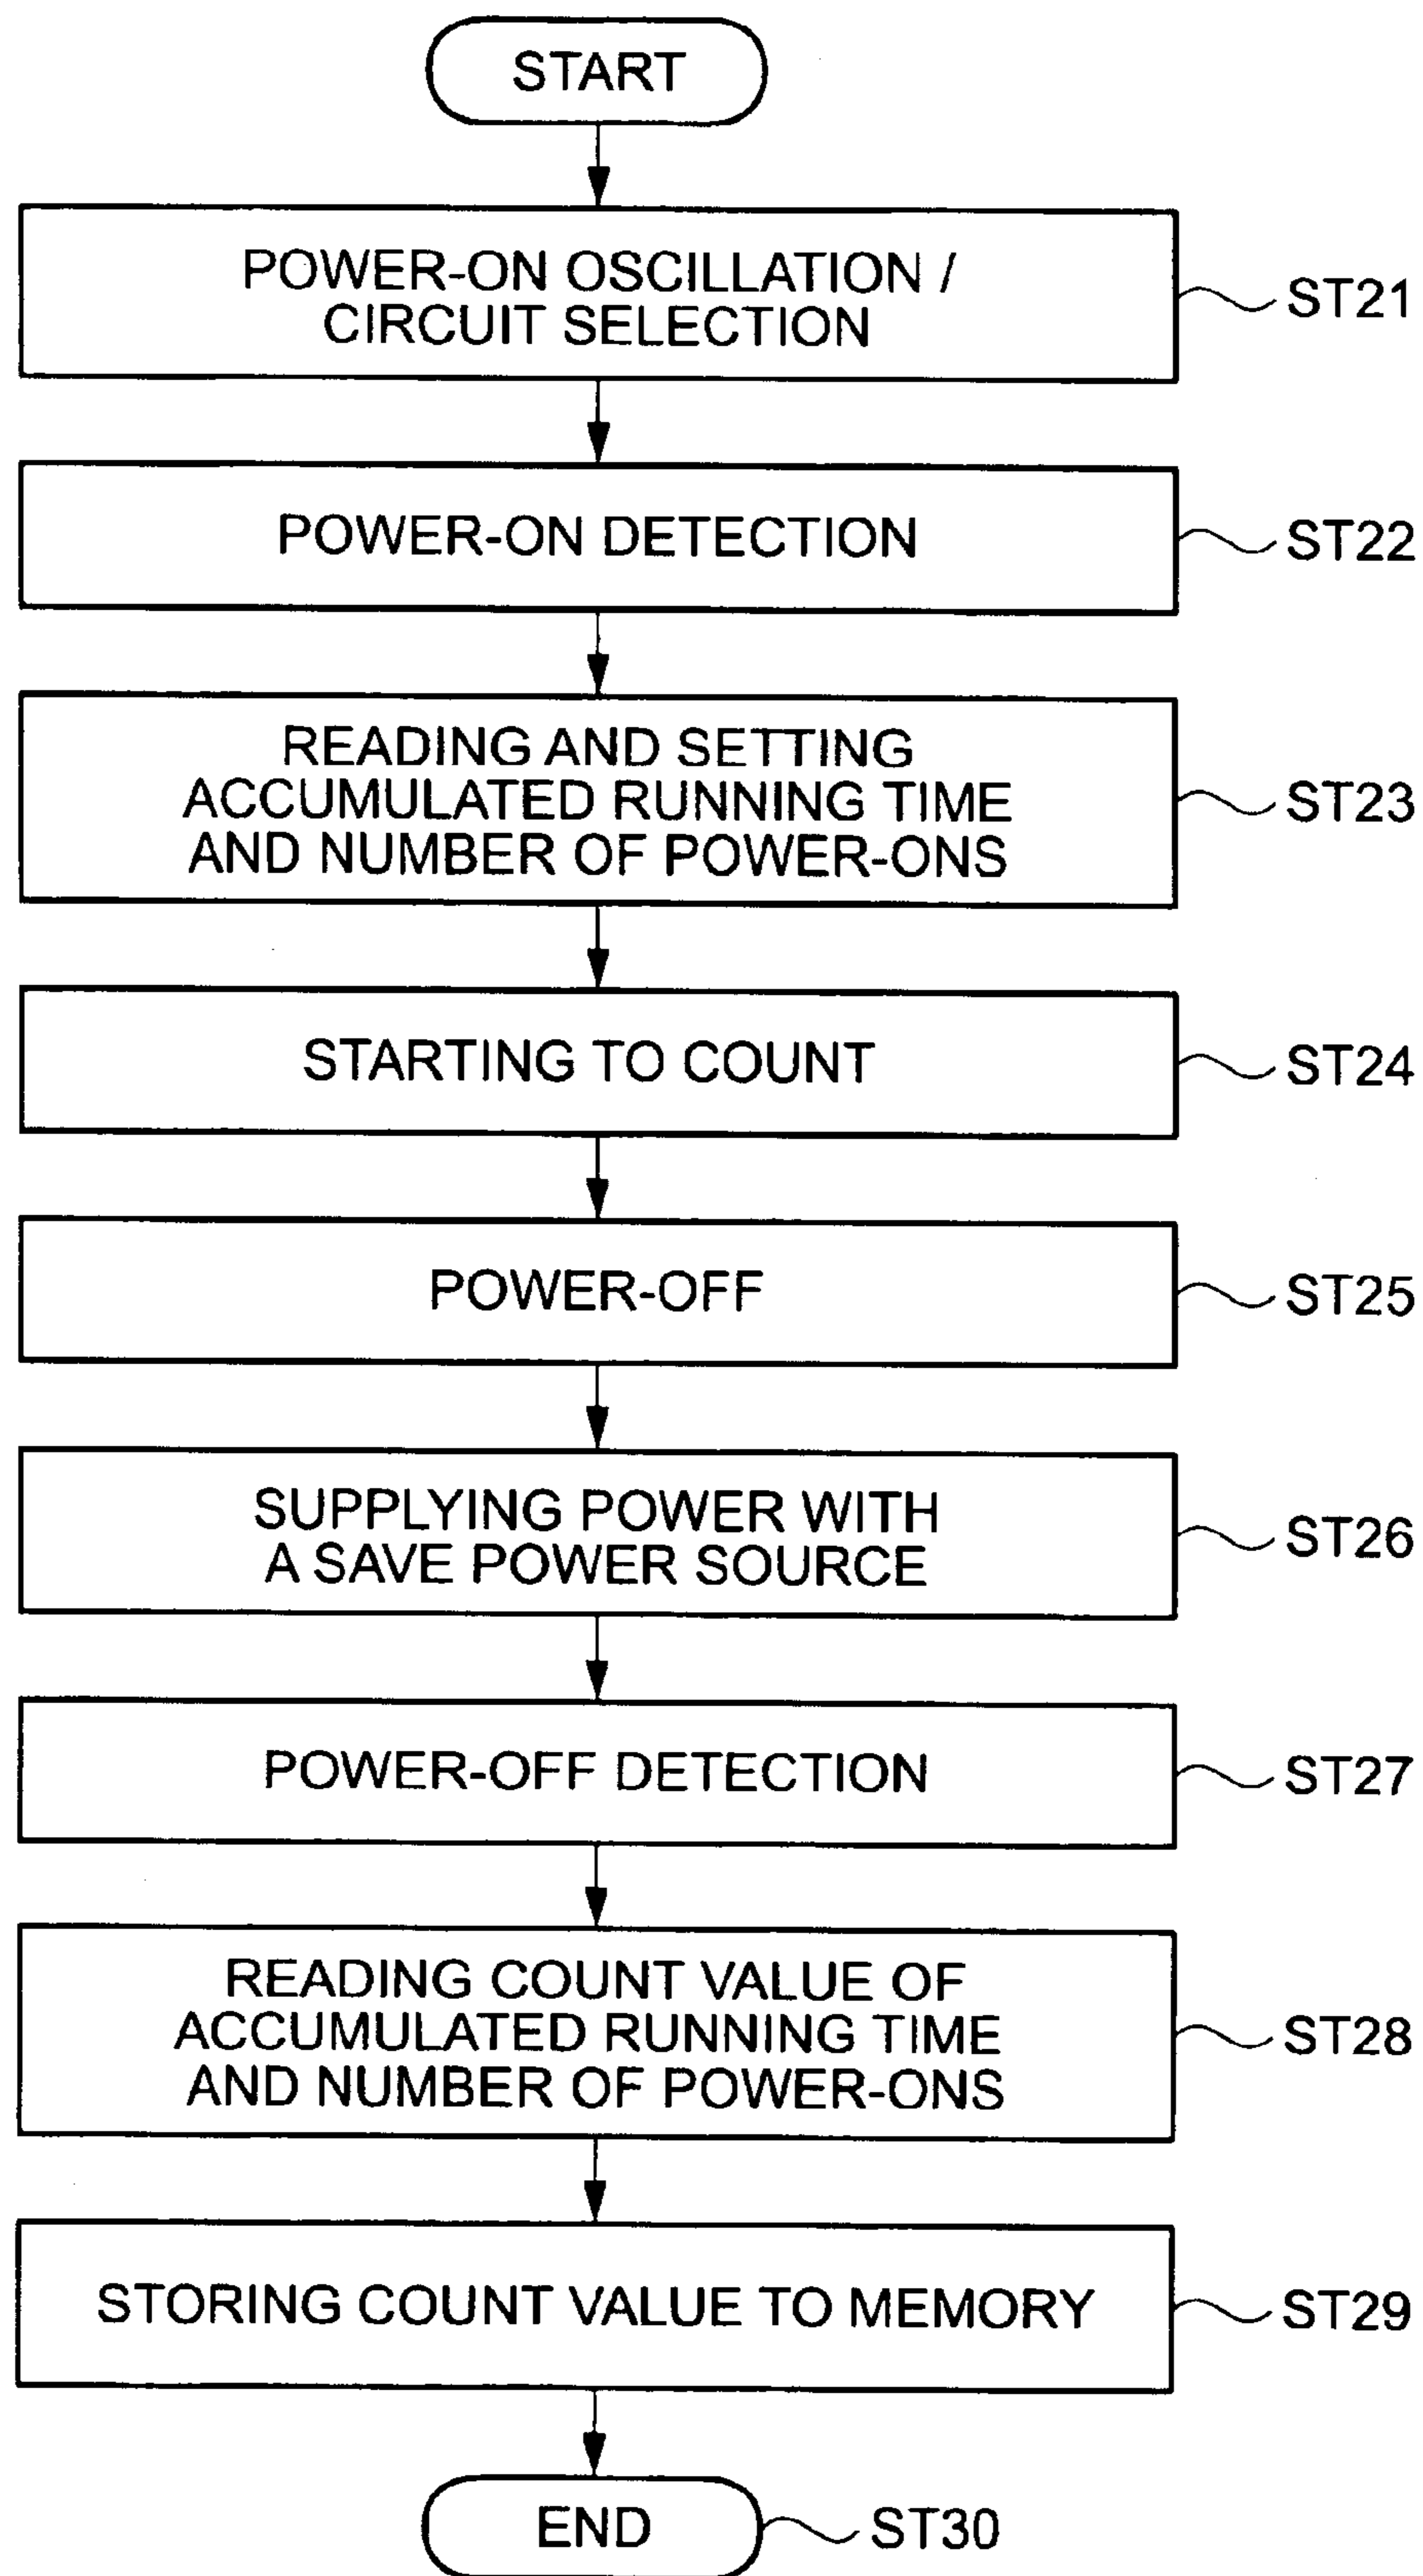 START
POWER-ON OSCILLATION /
CIRCUIT SELECTION
ST21
POWER-ON DETECTION
ST22
READING AND SETTING
ACCUMULATED RUNNING TIME
AND NUMBER OF POWER-ONS
ST23
STARTING TO COUNT
ST24
POWER-OFF
ST25
SUPPLYING POWER WITH
A SAVE POWER SOURCE
ST26
POWER-OFF DETECTION
ST27
READING COUNT VALUE OF
ACCUMULATED RUNNING TIME
AND NUMBER OF POWER-ONS
ST28
STORING COUNT VALUE TO MEMORY
ST29
END
ST30